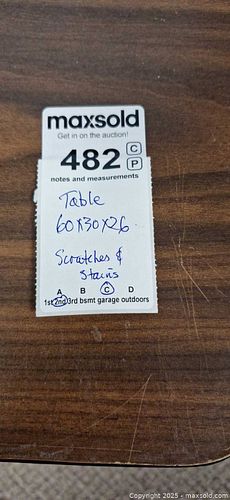 maxsold
Get in on the auction!
482 C
P
notes and measurements
Table
60x30x26
Scratches &
Stains
A B C D
1st 2nd 3rd bsmt garage outdoors
Copyright 2025 - maxsold.com